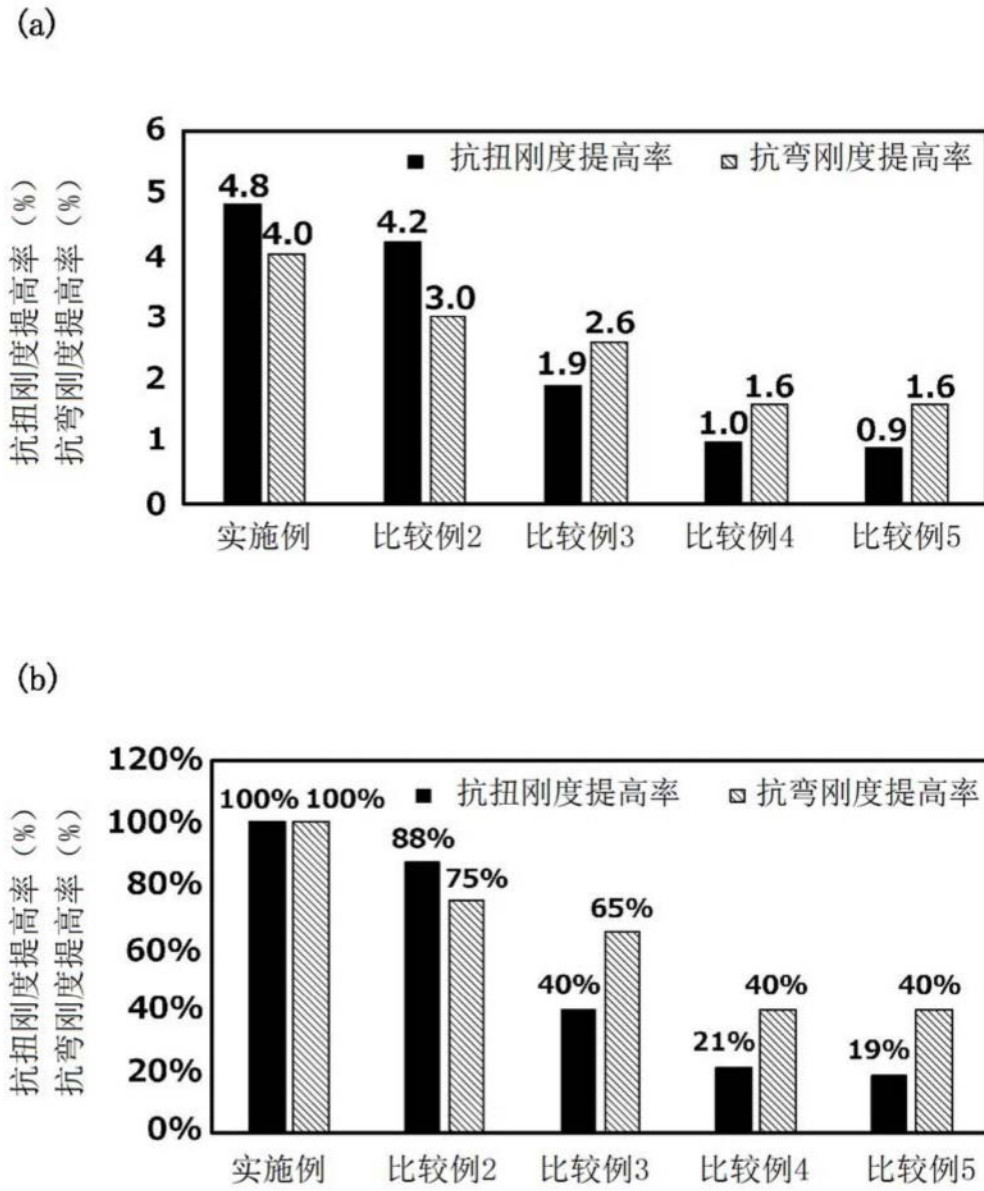 (a)
抗扭刚度提高率（%）
抗弯刚度提高率（%）
6
5
4
3
2
1
0
■ 抗扭刚度提高率 抗弯刚度提高率
4.8 4.0 4.2 3.0 1.9 2.6 1.0 1.6 0.9 1.6
实施例 比较例2 比较例3 比较例4 比较例5
(b)
抗扭刚度提高率（%）
抗弯刚度提高率（%）
120%
100%
80%
60%
40%
20%
0%
■ 抗扭刚度提高率 抗弯刚度提高率
100% 100% 88% 75% 40% 65% 21% 40% 19% 40%
实施例 比较例2 比较例3 比较例4 比较例5